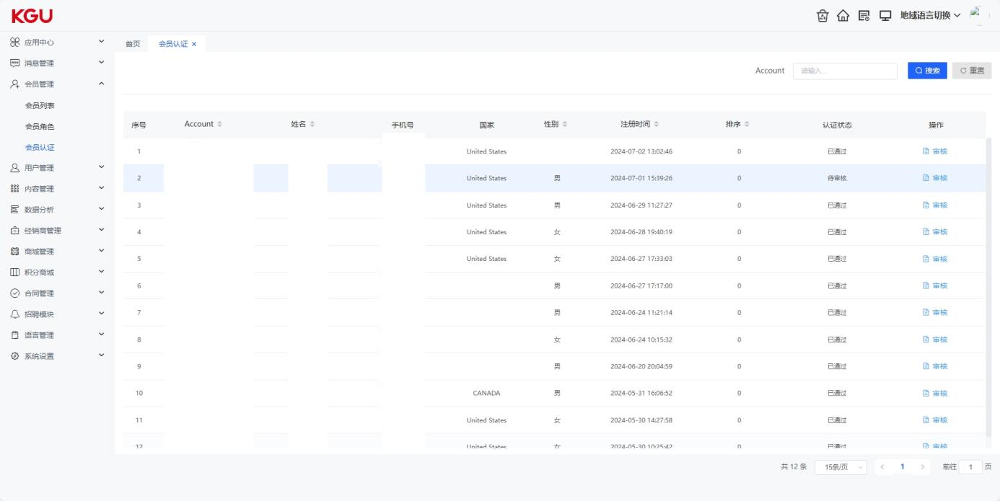 KGU
地域语言切换
应用中心
消息管理
会员管理
会员列表
会员角色
会员认证
用户管理
内容管理
数据分析
经销商管理
商城管理
积分商城
合同管理
招聘模块
语言管理
系统设置
首页 会员认证 ×
Account 请输入... 搜索 重置
序号 Account 姓名 手机号 国家 性别 注册时间 排序 认证状态 操作
1 United States 2024-07-02 13:02:46 0 已通过 审核
2 United States 男 2024-07-01 15:39:26 0 待审核 审核
3 United States 男 2024-06-29 11:27:27 0 已通过 审核
4 United States 女 2024-06-28 19:40:19 0 已通过 审核
5 United States 女 2024-06-27 17:33:03 0 已通过 审核
6 男 2024-06-27 17:17:00 0 已通过 审核
7 男 2024-06-24 11:21:14 0 已通过 审核
8 女 2024-06-24 10:15:32 0 已通过 审核
9 男 2024-06-20 20:04:59 0 已通过 审核
10 CANADA 男 2024-05-31 16:06:52 0 已通过 审核
11 United States 女 2024-05-30 14:27:58 0 已通过 审核
12 United States 女 2024-05-30 10:25:42 0 已通过 审核
共 12 条 15条/页 1 前往 1 页